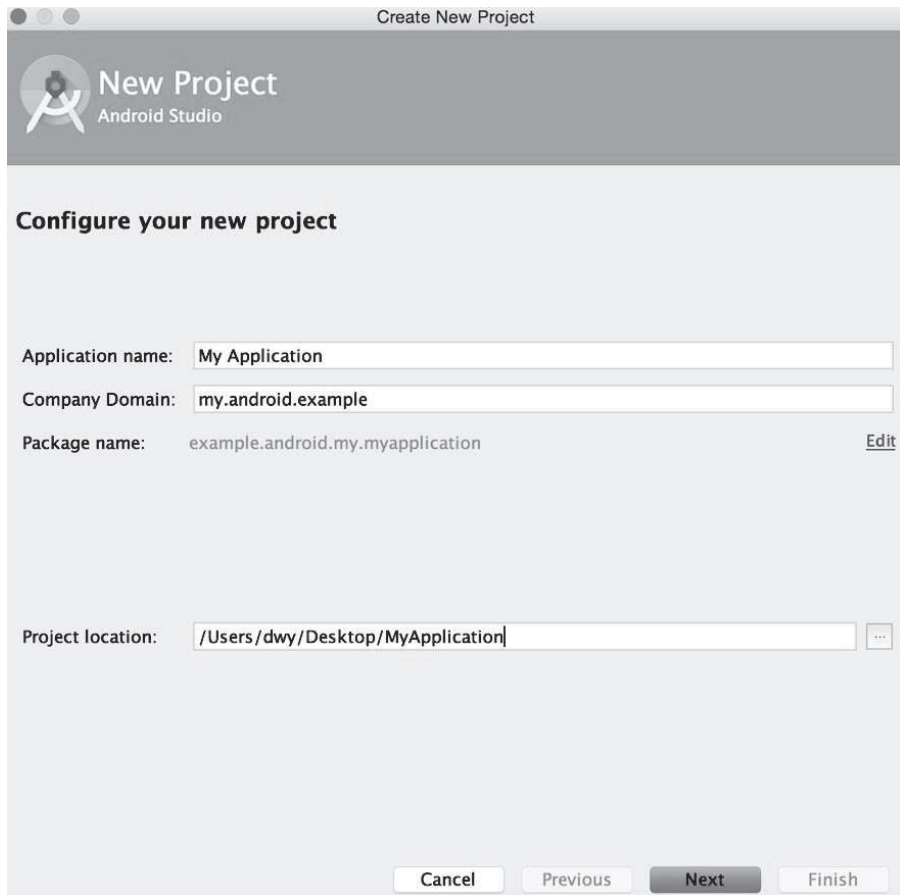 Create New Project
New Project
Android Studio
Configure your new project
Application name: My Application
Company Domain: my.android.example
Package name: example.android.my.myapplication Edit
Project location: /Users/dwy/Desktop/MyApplication ...
Cancel Previous Next Finish